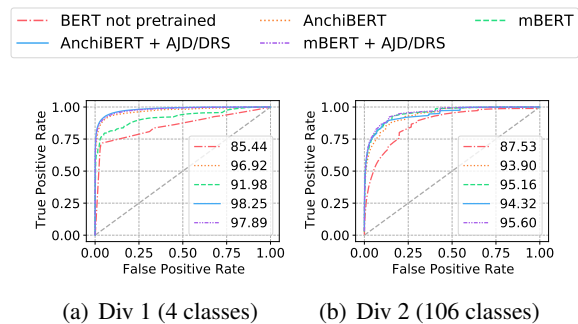 BERT not pretrained AnchiBERT mBERT
AnchiBERT + AJD/DRS mBERT + AJD/DRS
True Positive Rate
1.00
0.75
0.50
0.25
0.00
85.44
96.92
91.98
98.25
97.89
0.00 0.25 0.50 0.75 1.00
False Positive Rate
(a) Div 1 (4 classes)
True Positive Rate
1.00
0.75
0.50
0.25
0.00
87.53
93.90
95.16
94.32
95.60
0.00 0.25 0.50 0.75 1.00
False Positive Rate
(b) Div 2 (106 classes)